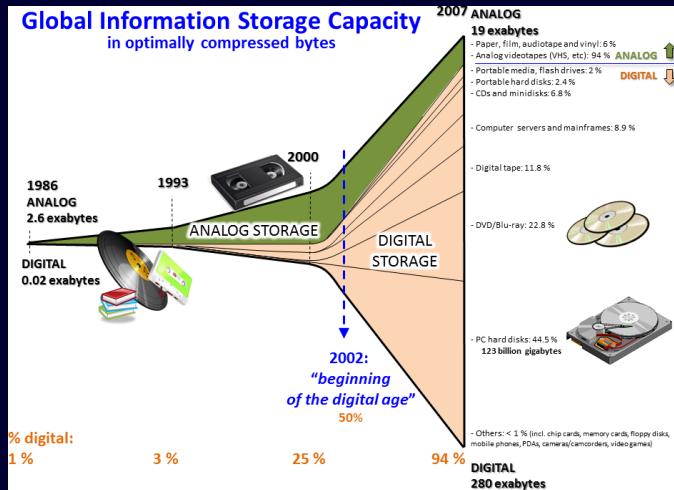 Global Information Storage Capacity
in optimally compressed bytes
2007 ANALOG
19 exabytes
- Paper, film, audiotape and vinyl: 6 %
- Analog videotapes (VHS, etc): 94 % ANALOG
- Portable media, flash drives: 2 % DIGITAL
- Portable hard disks: 2.4 %
- CDs and minidisks: 6.8 %
- Computer servers and mainframes: 8.9 %
- Digital tape: 11.8 %
- DVD/Blu-ray: 22.8 %
- PC hard disks: 44.5 %
123 billion gigabytes
- Others: < 1 % (incl. chip cards, memory cards, floppy disks,
mobile phones, PDAs, cameras/camcorders, video games)
DIGITAL
280 exabytes
1986
ANALOG
2.6 exabytes
DIGITAL
0.02 exabytes
1993
2000
ANALOG STORAGE
DIGITAL
STORAGE
2002:
"beginning
of the digital age"
50%
% digital:
1 % 3 % 25 % 94 %